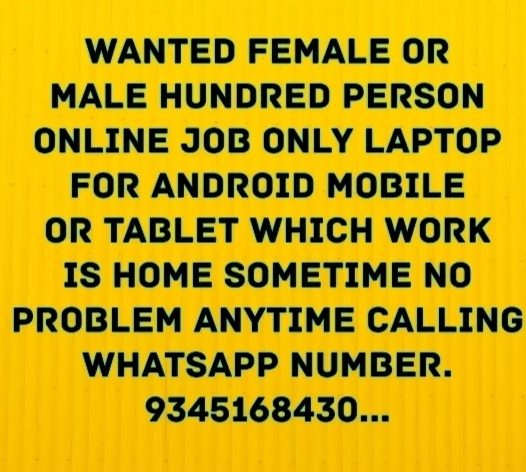 WANTED FEMALE OR
MALE HUNDRED PERSON
ONLINE JOB ONLY LAPTOP
FOR ANDROID MOBILE
OR TABLET WHICH WORK
IS HOME SOMETIME NO
PROBLEM ANYTIME CALLING
WHATSAPP NUMBER.
9345168430...